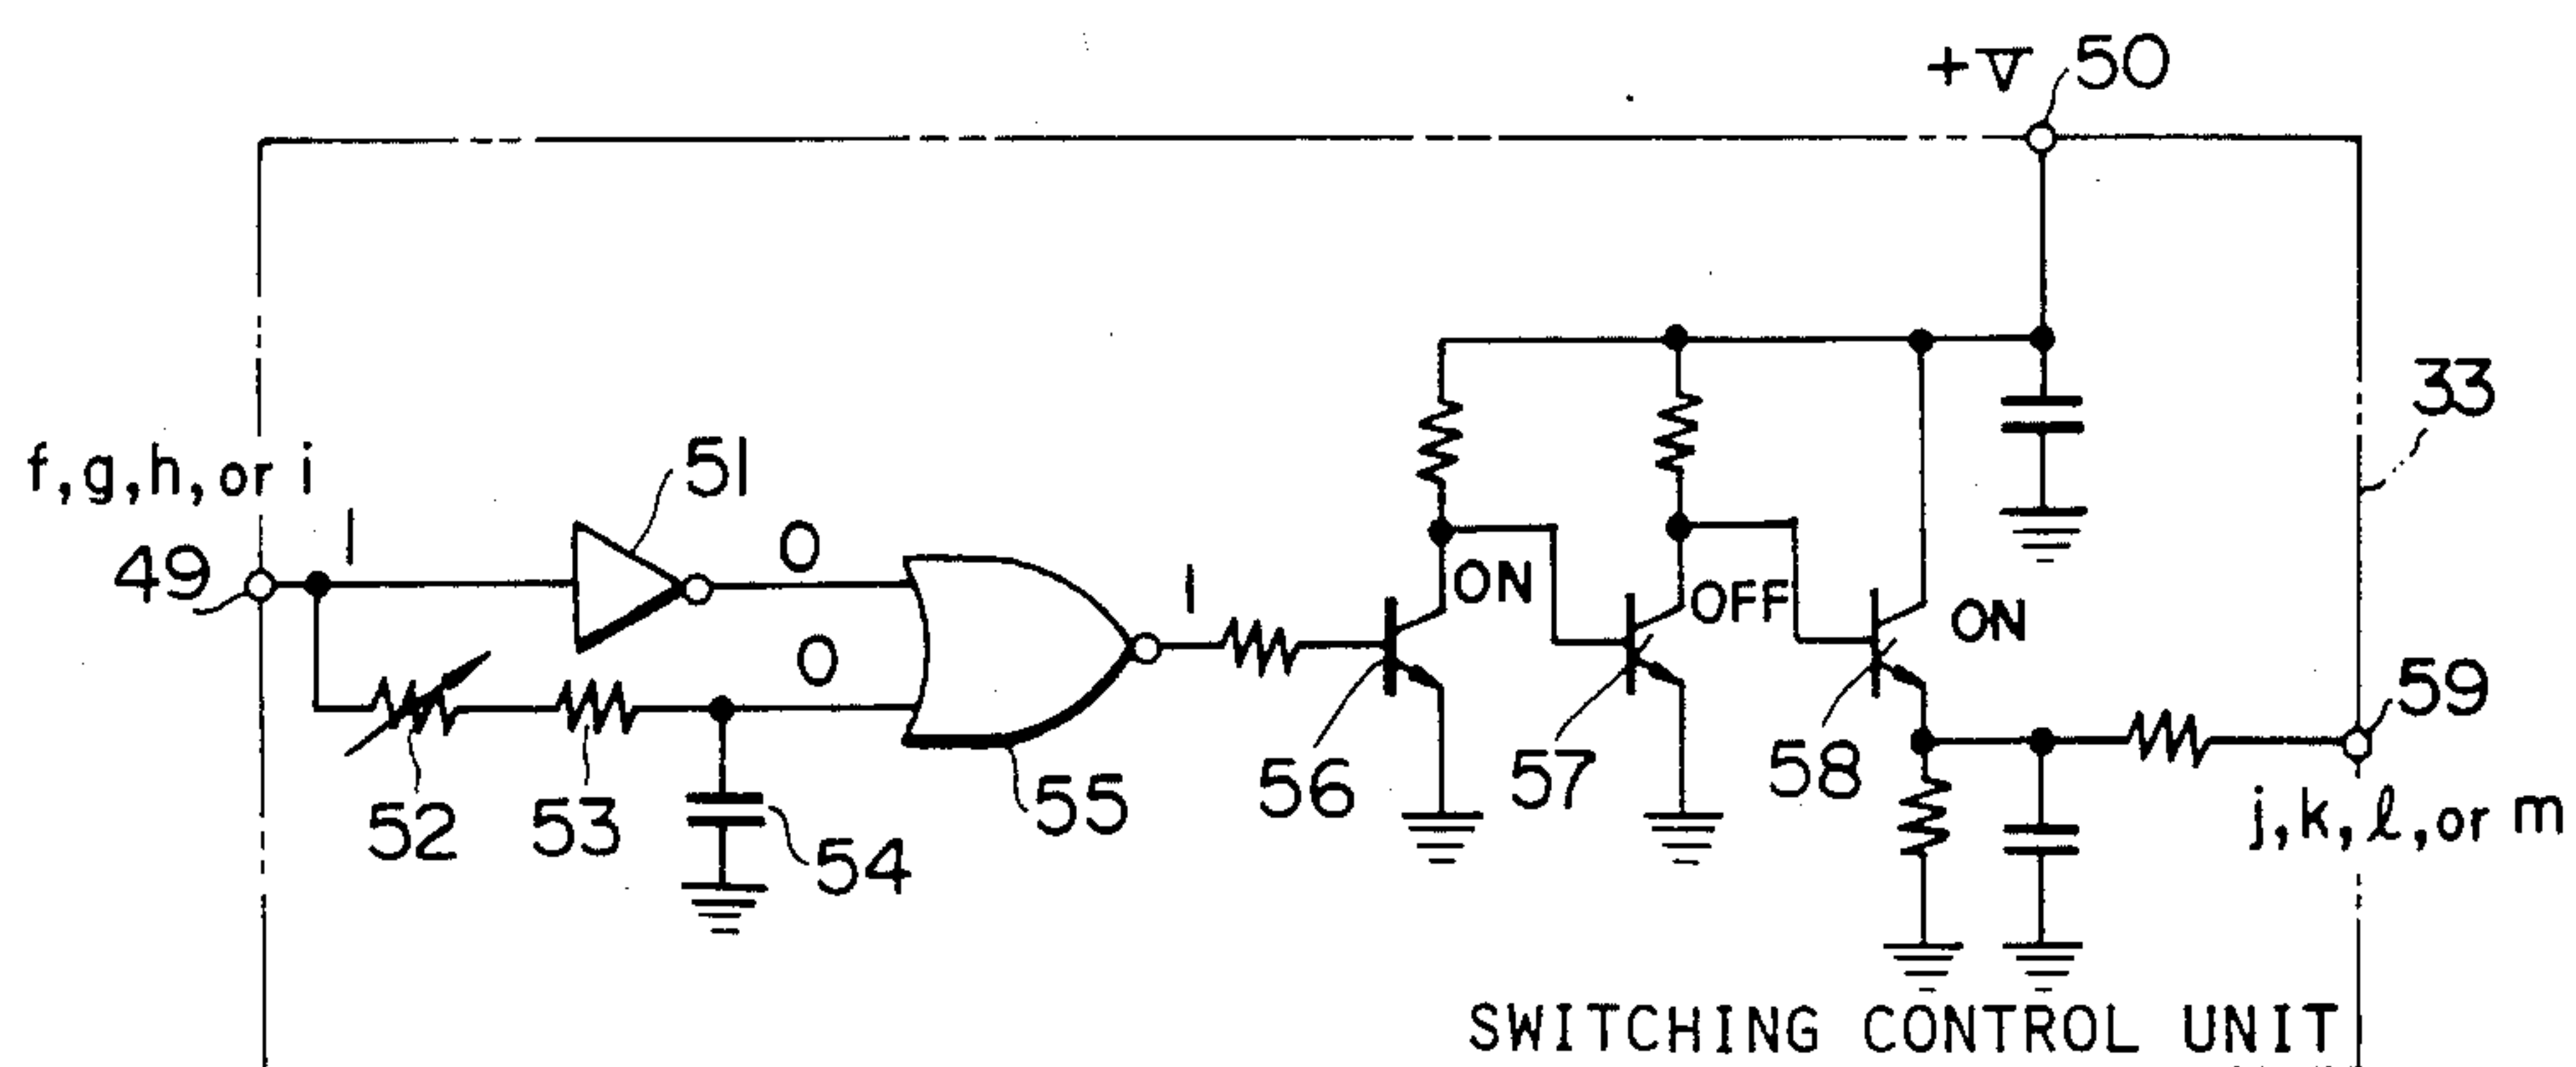 +V 50
33
f,g,h,or i
49
1
51
0
0
52
53
54
55
1
56
ON
57
OFF
58
ON
59
j,k,ℓ,or m
SWITCHING CONTROL UNIT